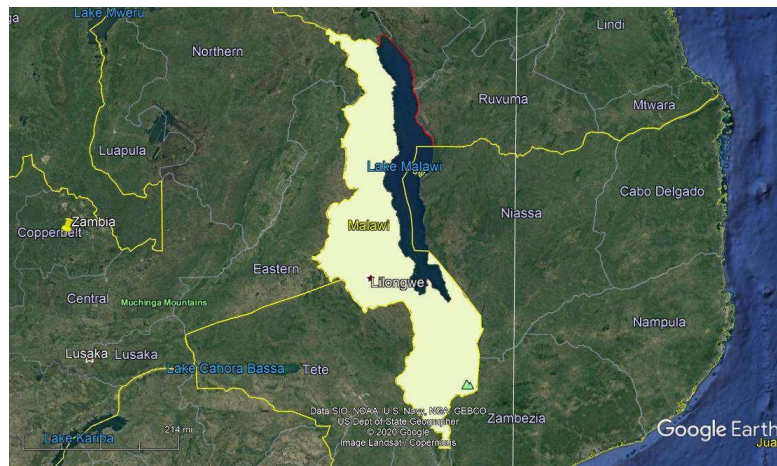 Lake Mweru
Lindi
Northern
Ruvuma
Mtwara
Luapula
Lake Malawi
Cabo Delgado
Niassa
Zambia
Copperbelt
Malawi
Eastern
Lilongwe
Central
Muchinga Mountains
Nampula
Lusaka
Lusaka
Lake Cahora Bassa
Tete
Data SIO, NOAA, U.S. Navy, NGA, GEBCO
US Dept of State Geographer
© 2020 Google
Image Landsat / Copernicus
Zambezia
Google Earth
Lake Kariba
214 mi